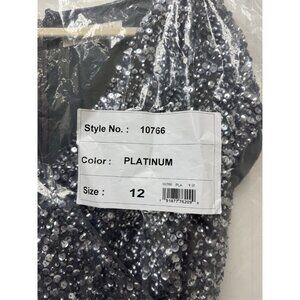 Style No. : 10766
Color : PLATINUM
Size : 12